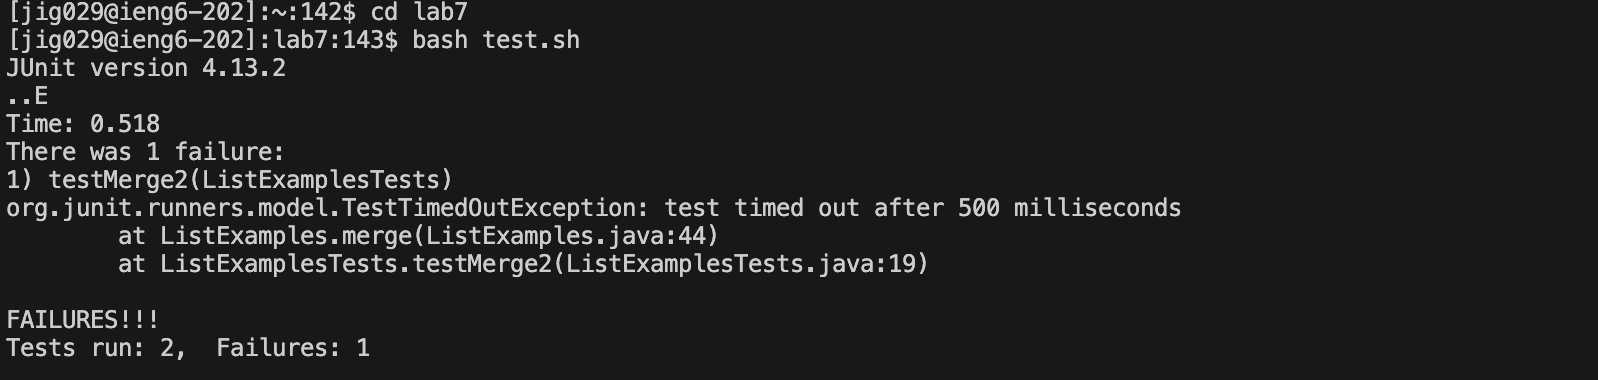 [jig029@ieng6-202]:~:142$ cd lab7
[jig029@ieng6-202]:lab7:143$ bash test.sh
JUnit version 4.13.2
..E
Time: 0.518
There was 1 failure:
1) testMerge2(ListExamplesTests)
org.junit.runners.model.TestTimedOutException: test timed out after 500 milliseconds
        at ListExamples.merge(ListExamples.java:44)
        at ListExamplesTests.testMerge2(ListExamplesTests.java:19)

FAILURES!!!
Tests run: 2,  Failures: 1